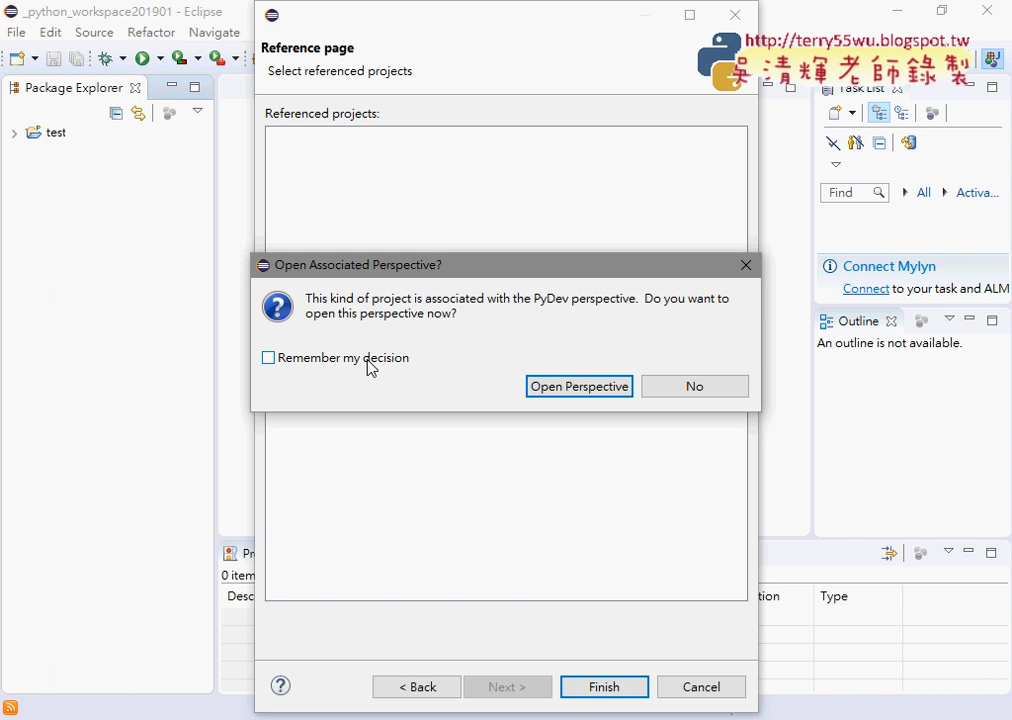 _python_workspace201901 - Eclipse
File Edit Source Refactor Navigate
Package Explorer
test
Reference page
Select referenced projects
Referenced projects:
http://terry55wu.blogspot.tw
吳清輝老師錄製
Task List
Find
All
Activa...
Connect Mylyn
Connect to your task and ALM
Outline
An outline is not available.
Open Associated Perspective?
This kind of project is associated with the PyDev perspective. Do you want to
open this perspective now?
Remember my decision
Open Perspective
No
Pr
0 item
Desc
tion
Type
< Back
Next >
Finish
Cancel